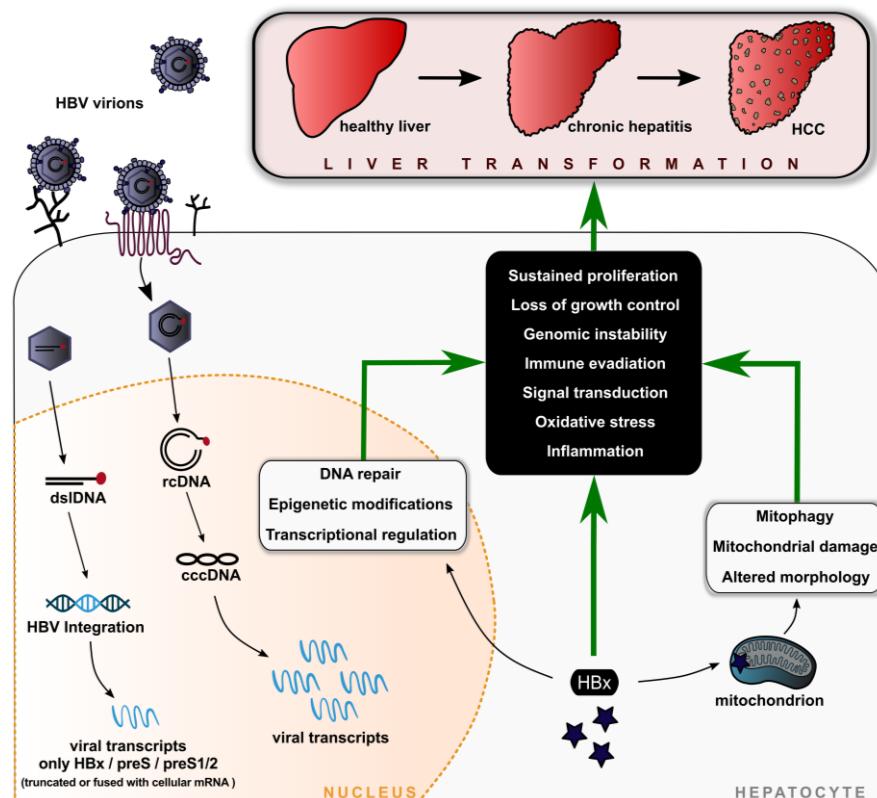 HBV virions
healthy liver
chronic hepatitis
HCC
LIVER TRANSFORMATION
Sustained proliferation
Loss of growth control
Genomic instability
Immune evadiation
Signal transduction
Oxidative stress
Inflammation
dslDNA
rcDNA
DNA repair
Epigenetic modifications
Transcriptional regulation
Mitophagy
Mitochondrial damage
Altered morphology
cccDNA
HBV Integration
HBx
mitochondrion
viral transcripts
only HBx / preS / preS1/2
(truncated or fused with cellular mRNA )
viral transcripts
NUCLEUS
HEPATOCYTE